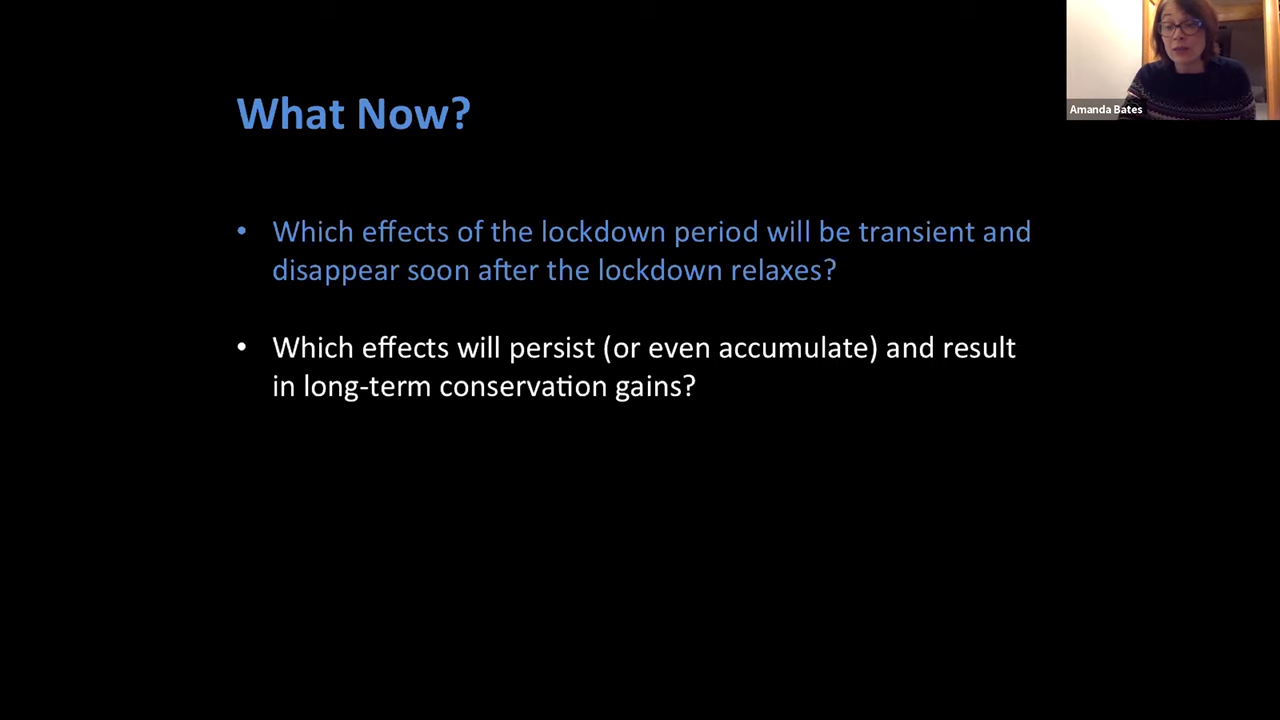 What Now?
Amanda Bates
• Which effects of the lockdown period will be transient and
disappear soon after the lockdown relaxes?
• Which effects will persist (or even accumulate) and result
in long-term conservation gains?